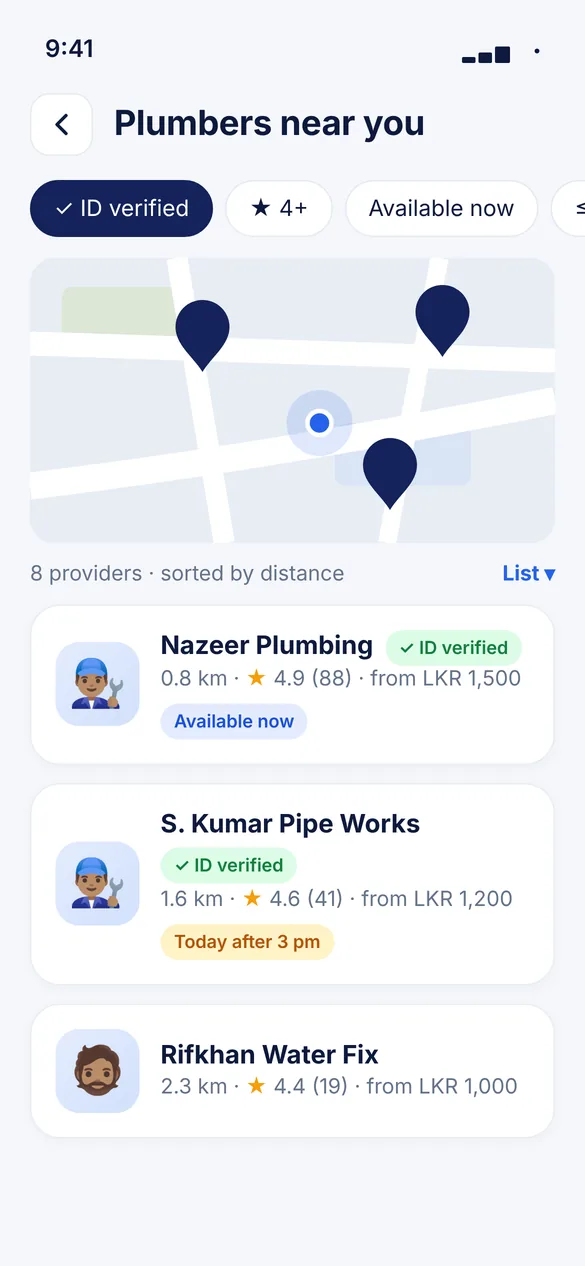 9:41
Plumbers near you
✓ ID verified
★ 4+
Available now
≤
8 providers · sorted by distance
List ▾
Nazeer Plumbing
✓ ID verified
0.8 km · ★ 4.9 (88) · from LKR 1,500
Available now
S. Kumar Pipe Works
✓ ID verified
1.6 km · ★ 4.6 (41) · from LKR 1,200
Today after 3 pm
Rifkhan Water Fix
2.3 km · ★ 4.4 (19) · from LKR 1,000